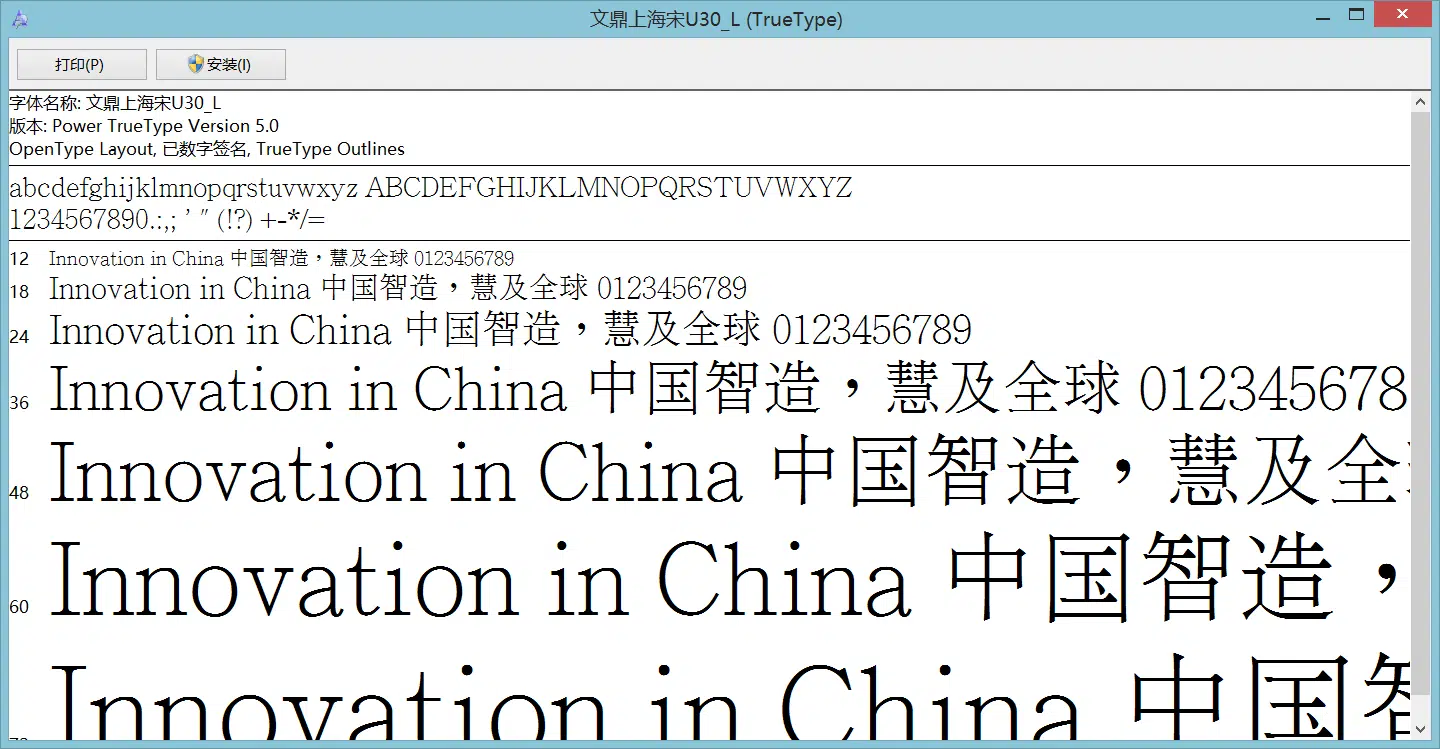 文鼎上海宋U30_L (TrueType)
打印(P) 安装(I)
字体名称: 文鼎上海宋U30_L
版本: Power TrueType Version 5.0
OpenType Layout, 已数字签名, TrueType Outlines
abcdefghijklmnopqrstuvwxyz ABCDEFGHIJKLMNOPQRSTUVWXYZ
1234567890.:,; ' " (!?) +-*/=
12 Innovation in China 中国智造，慧及全球 0123456789
18 Innovation in China 中国智造，慧及全球 0123456789
24 Innovation in China 中国智造，慧及全球 0123456789
36 Innovation in China 中国智造，慧及全球 012345678
48 Innovation in China 中国智造，慧及全
60 Innovation in China 中国智造，
Innovation in China 中国智